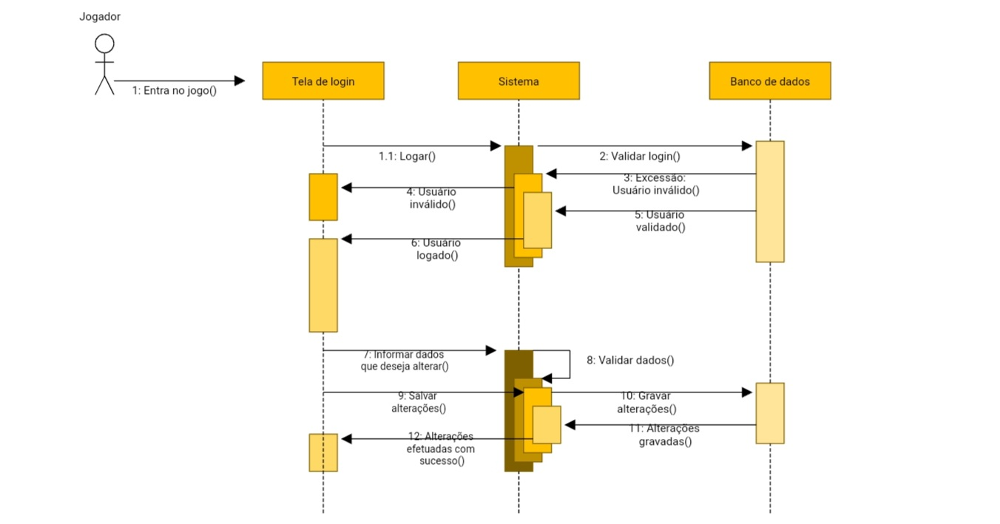 Jogador
1: Entra no jogo()
Tela de login
Sistema
Banco de dados
1.1: Logar()
2: Validar login()
3: Excessão:
Usuário inválido()
4: Usuário
inválido()
5: Usuário
validado()
6: Usuário
logado()
7: Informar dados
que deseja alterar()
8: Validar dados()
9: Salvar
alterações()
10: Gravar
alterações()
11: Alterações
gravadas()
12: Alterações
efetuadas com
sucesso()